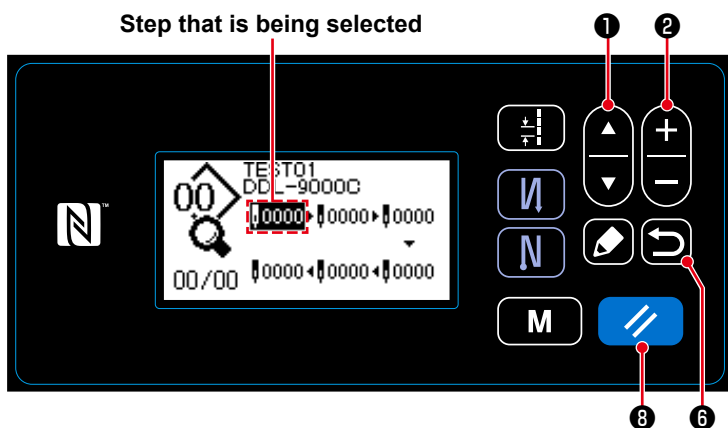 Step that is being selected
❶ ❷
TEST01
DDL-9000C
00
0000 0000 0000
00/00 0000 0000 0000
+
−
N
™
M
❽ ❻